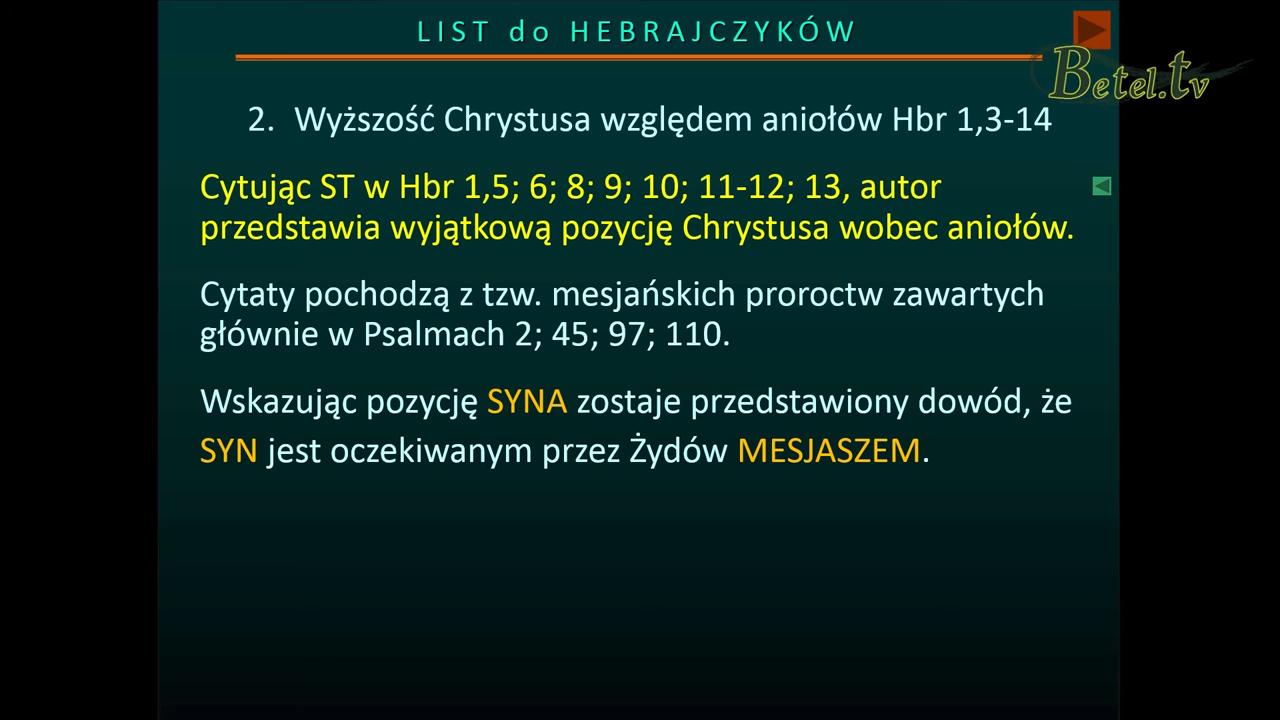 LIST do HEBRAJCZYKÓW
Betel.tv
2. Wyższość Chrystusa względem aniołów Hbr 1,3-14
Cytując ST w Hbr 1,5; 6; 8; 9; 10; 11-12; 13, autor
przedstawia wyjątkową pozycję Chrystusa wobec aniołów.
Cytaty pochodzą z tzw. mesjańskich proroctw zawartych
głównie w Psalmach 2; 45; 97; 110.
Wskazując pozycję SYNA zostaje przedstawiony dowód, że
SYN jest oczekiwanym przez Żydów MESJASZEM.